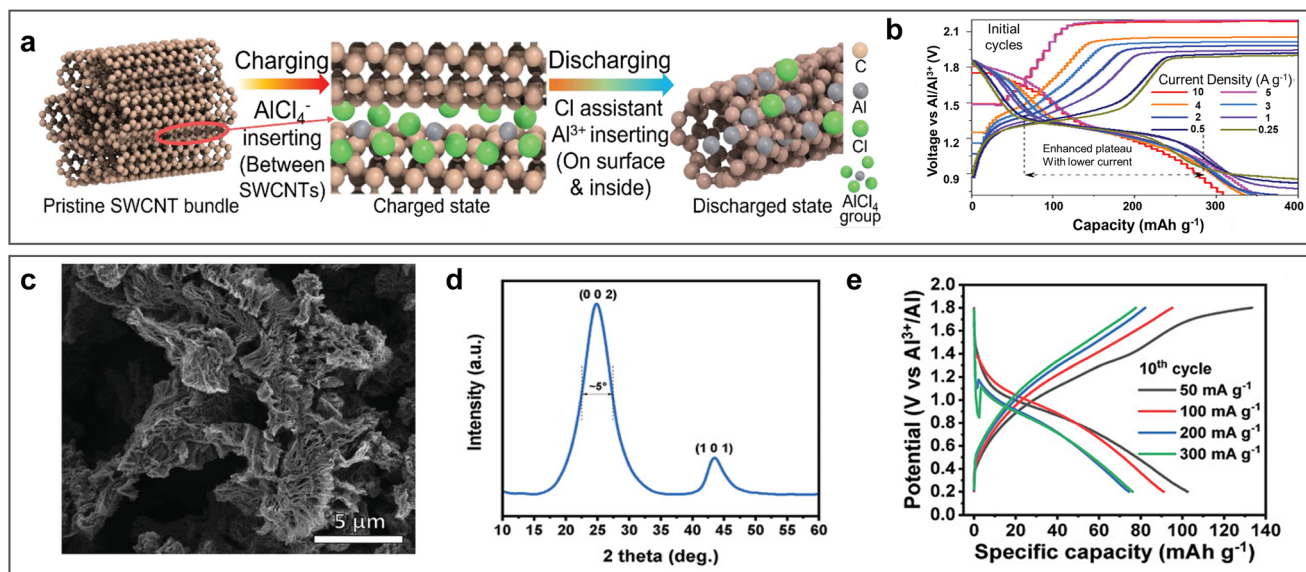 a
Charging
AlCl4-
inserting
(Between
SWCNTs)
Pristine SWCNT bundle
Charged state
Discharging
Cl assistant
Al3+ inserting
(On surface
& inside)
Discharged state
C
Al
Cl
AlCl4
group
b
Initial
cycles
Current Density (A g-1)
10 5
4 3
2 1
0.5 0.25
Enhanced plateau
With lower current
Voltage vs Al/Al3+ (V)
2.1
1.8
1.5
1.2
0.9
0 100 200 300 400
Capacity (mAh g-1)
c
5 μm
d
(0 0 2)
~5°
(1 0 1)
Intensity (a.u.)
10 15 20 25 30 35 40 45 50 55 60
2 theta (deg.)
e
Potential (V vs Al3+/Al)
2.0
1.8
1.6
1.4
1.2
1.0
0.8
0.6
0.4
0.2
0.0
10th cycle
50 mA g-1
100 mA g-1
200 mA g-1
300 mA g-1
0 20 40 60 80 100 120 140
Specific capacity (mAh g-1)